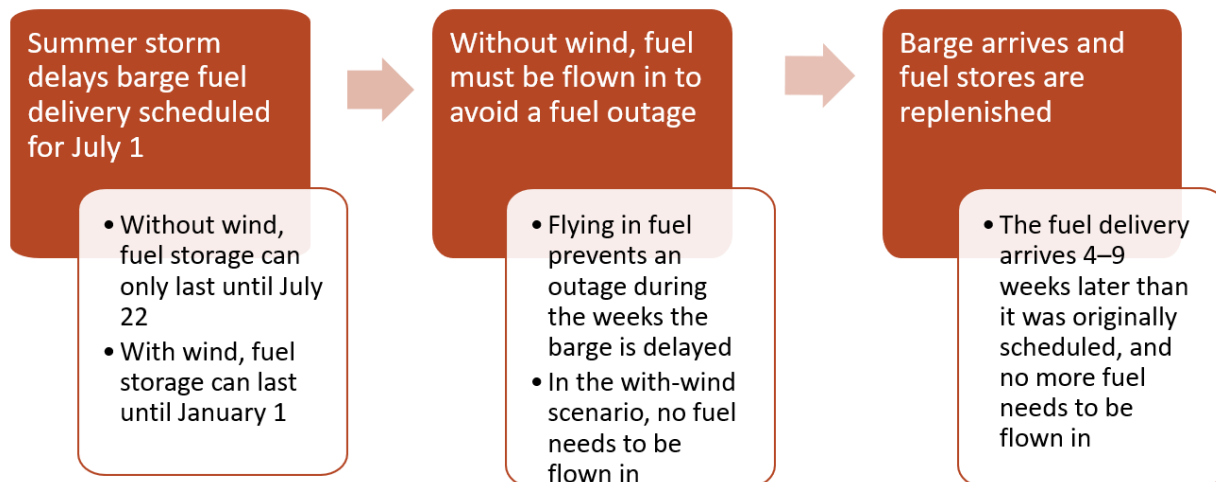 Summer storm
delays barge fuel
delivery scheduled
for July 1
• Without wind,
fuel storage can
only last until July
22
• With wind, fuel
storage can last
until January 1
Without wind, fuel
must be flown in to
avoid a fuel outage
• Flying in fuel
prevents an
outage during
the weeks the
barge is delayed
• In the with-wind
scenario, no fuel
needs to be
flown in
Barge arrives and
fuel stores are
replenished
• The fuel delivery
arrives 4–9
weeks later than
it was originally
scheduled, and
no more fuel
needs to be
flown in